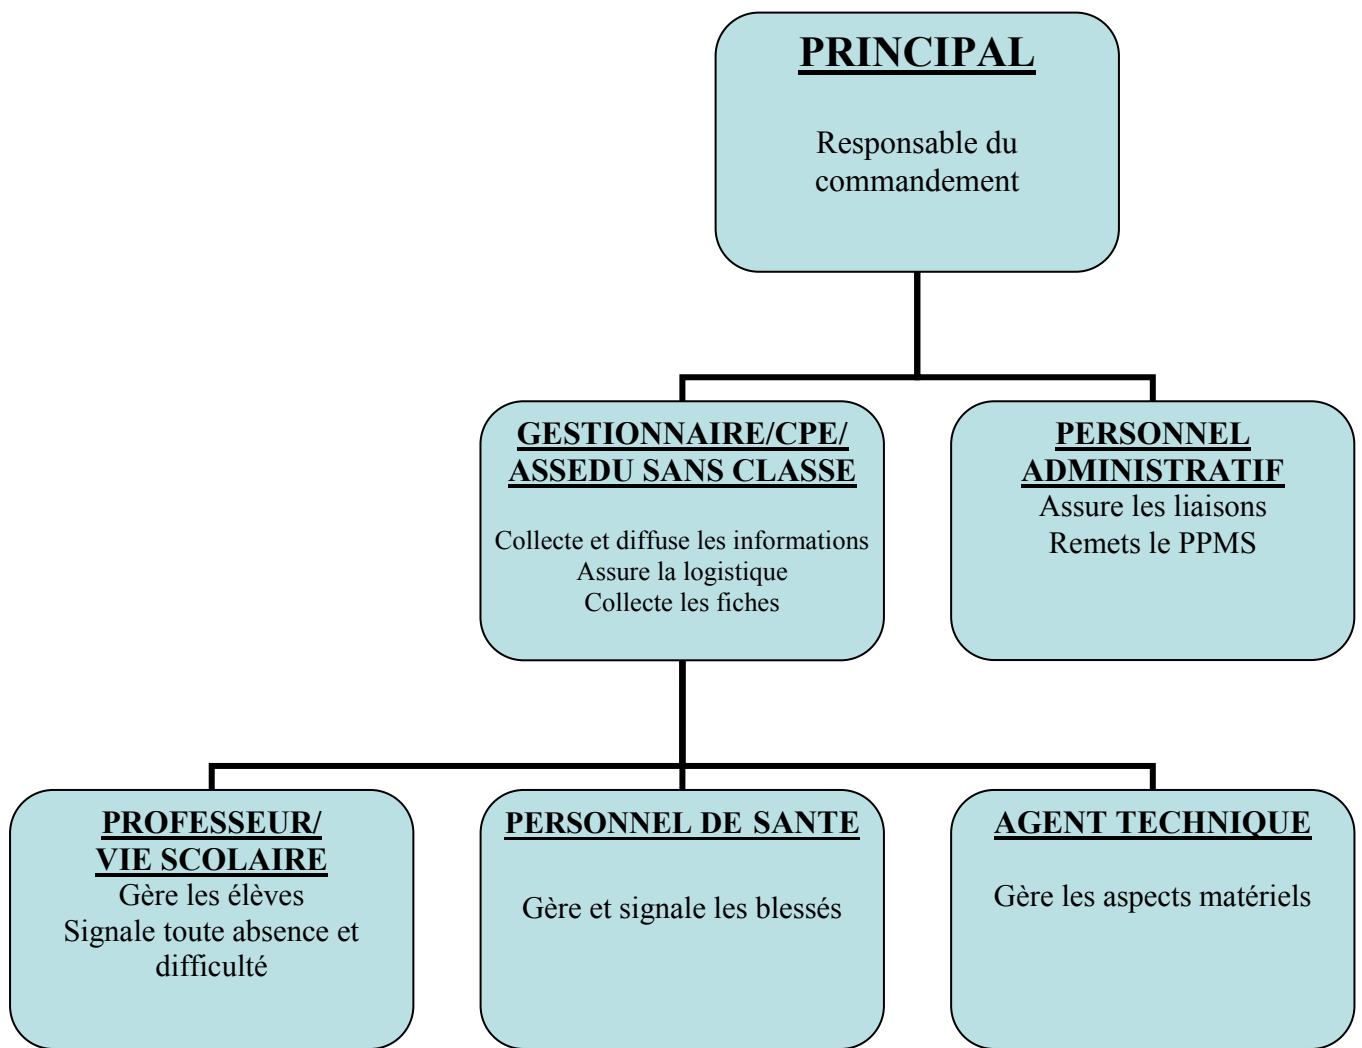 PRINCIPAL
Responsable du
commandement
GESTIONNAIRE/CPE/
ASSEDU SANS CLASSE
Collecte et diffuse les informations
Assure la logistique
Collecte les fiches
PERSONNEL
ADMINISTRATIF
Assure les liaisons
Remets le PPMS
PROFESSEUR/
VIE SCOLAIRE
Gère les élèves
Signale toute absence et
difficulté
PERSONNEL DE SANTE
Gère et signale les blessés
AGENT TECHNIQUE
Gère les aspects matériels